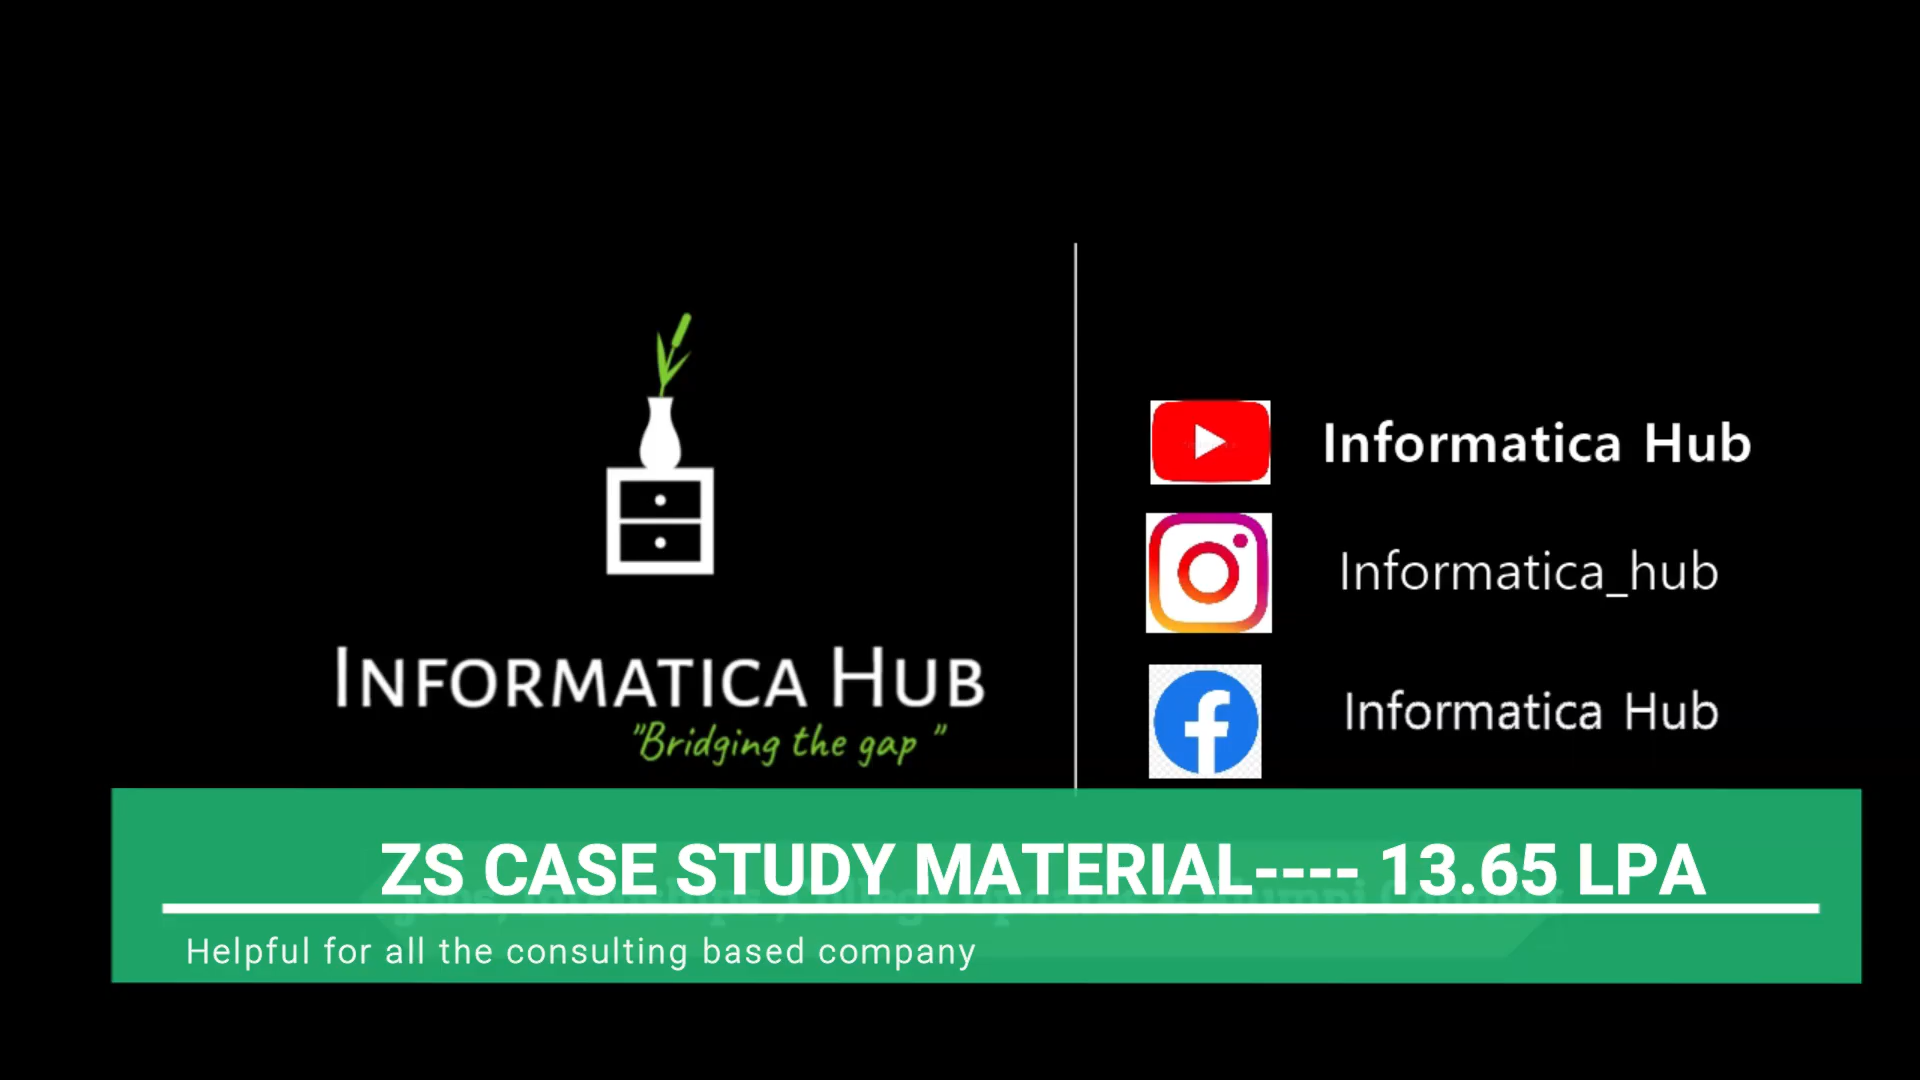 INFORMATICA HUB
"Bridging the gap "
Informatica Hub
Informatica_hub
Informatica Hub
ZS CASE STUDY MATERIAL---- 13.65 LPA
Helpful for all the consulting based company